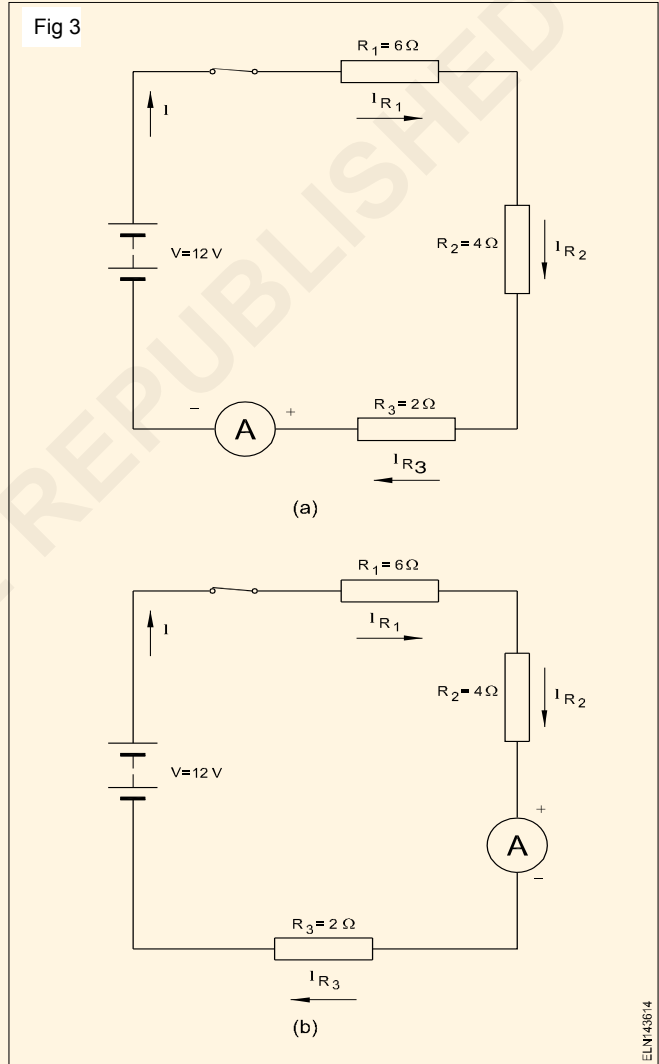 Fig 3
R1 = 6 Ω
I
IR1
V=12 V
R2 = 4 Ω
IR2
- A +
R3 = 2 Ω
IR3
(a)
R1 = 6 Ω
I
IR1
R2 = 4 Ω
IR2
V=12 V
+
A
-
R3 = 2 Ω
IR3
(b)
ELN143614
REPUBLISHED